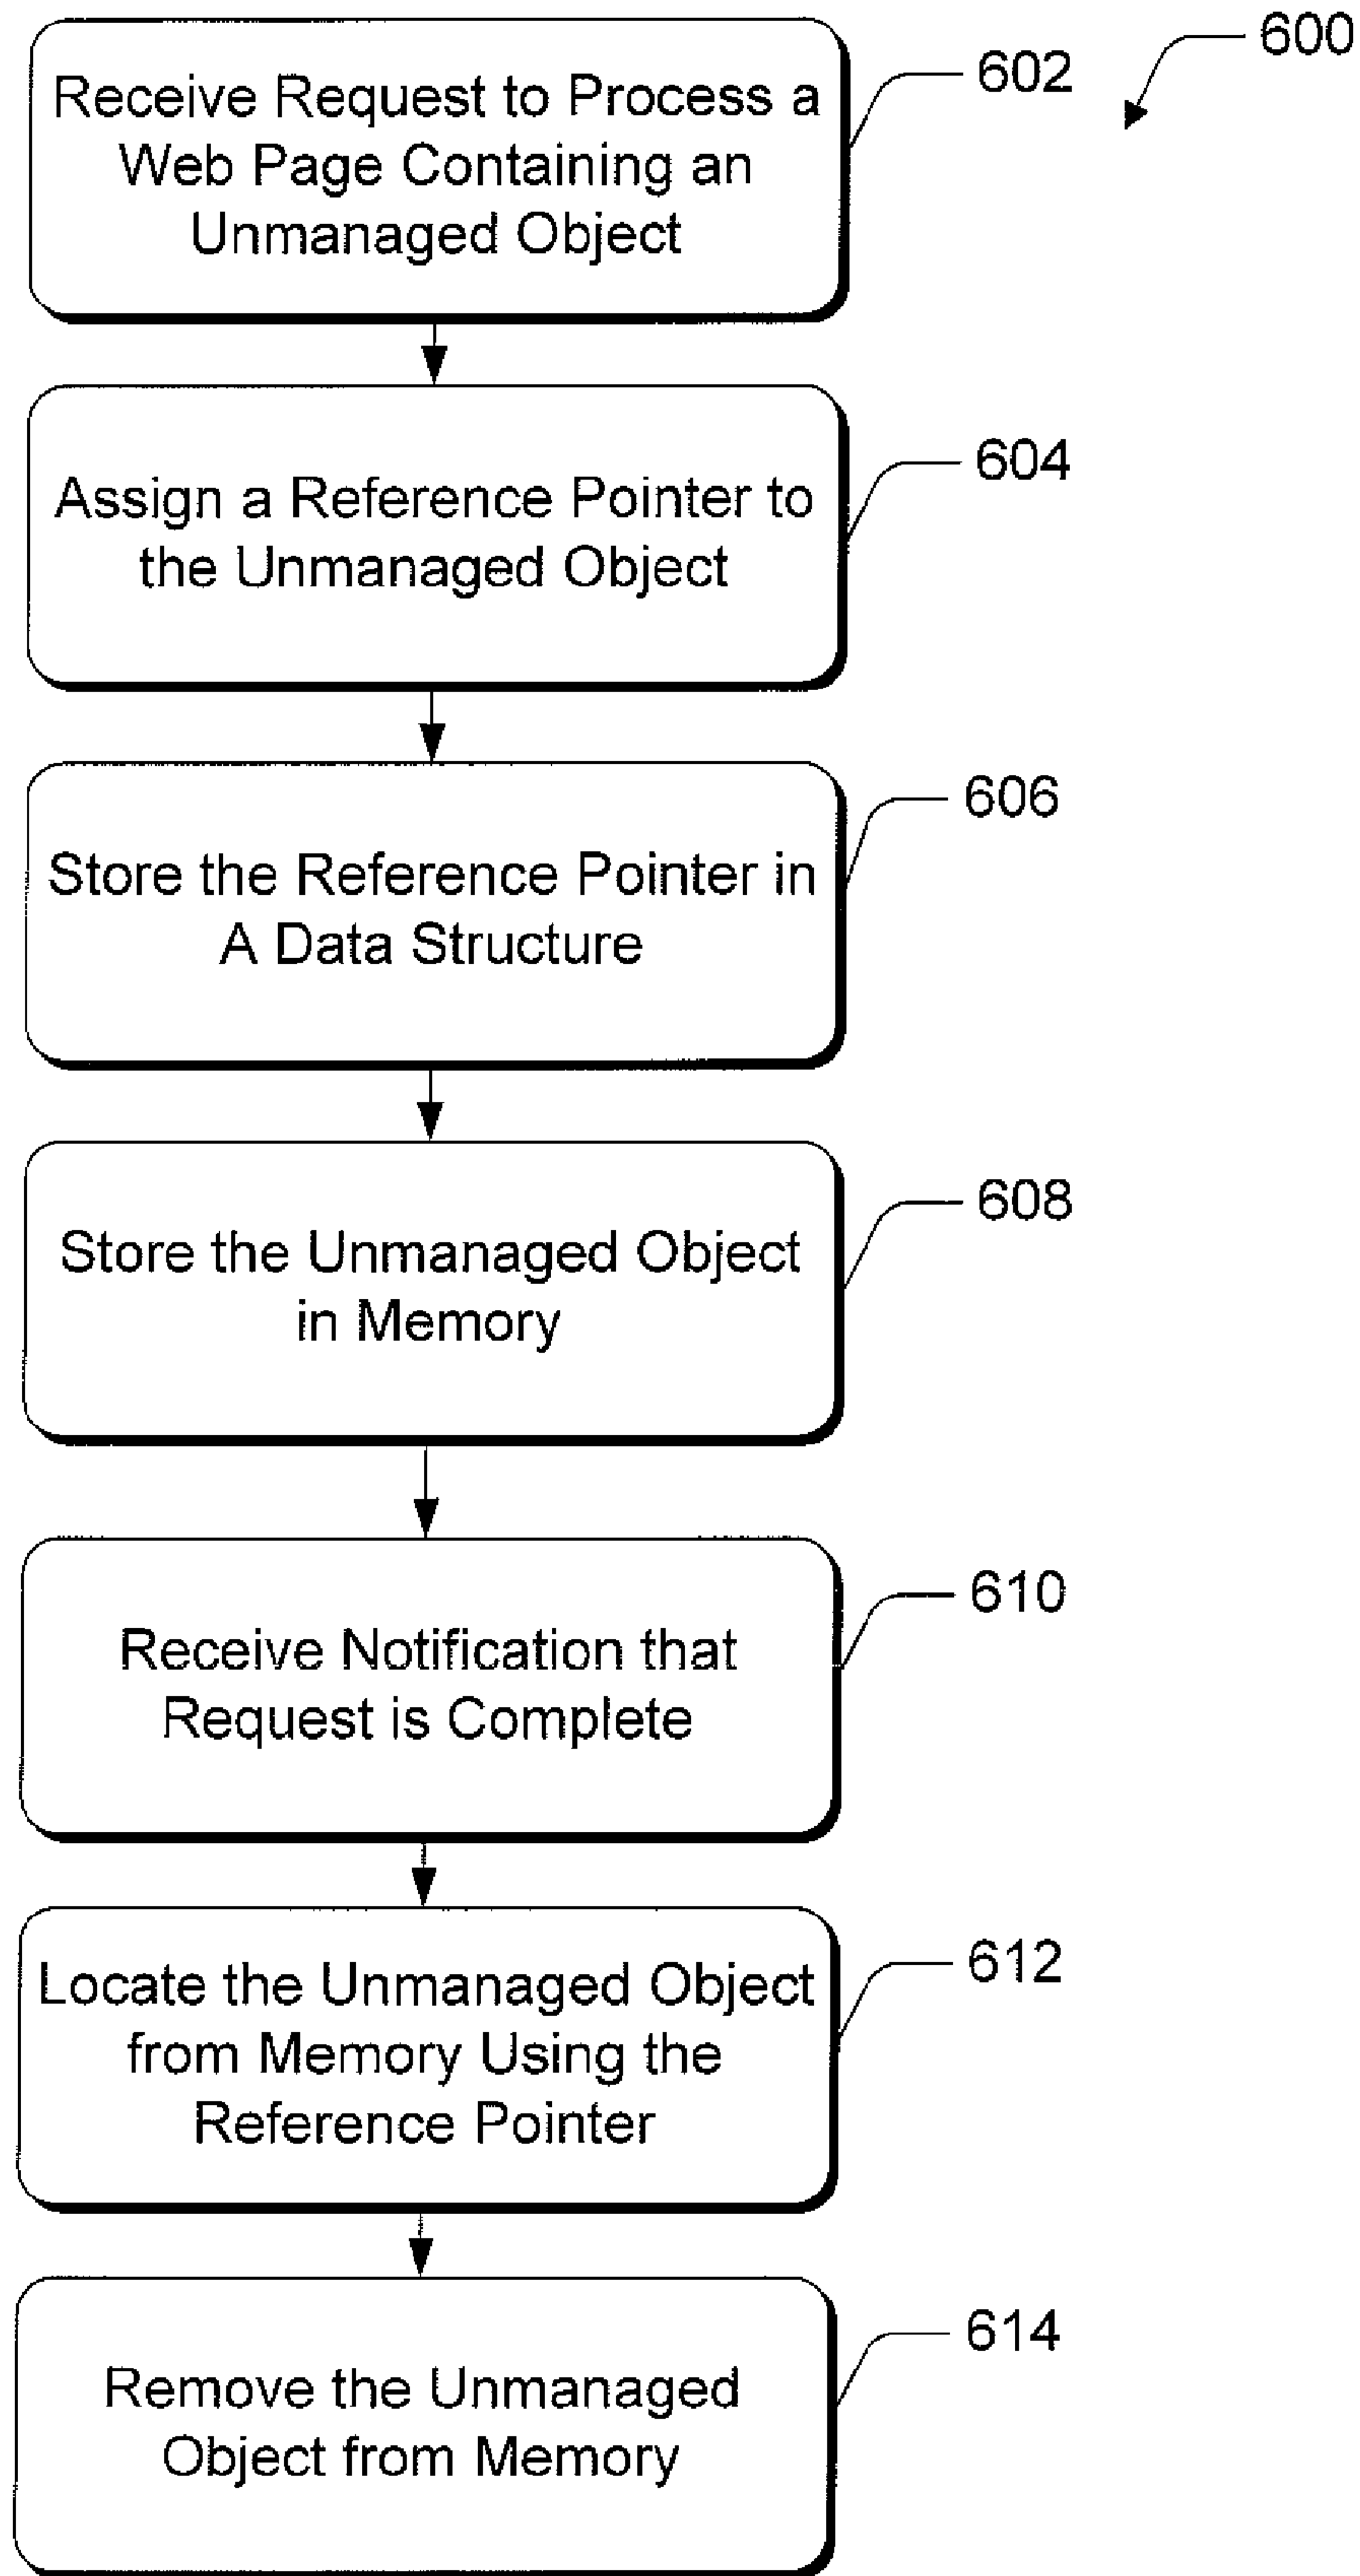 600
Receive Request to Process a
Web Page Containing an
Unmanaged Object
602
Assign a Reference Pointer to
the Unmanaged Object
604
Store the Reference Pointer in
A Data Structure
606
Store the Unmanaged Object
in Memory
608
Receive Notification that
Request is Complete
610
Locate the Unmanaged Object
from Memory Using the
Reference Pointer
612
Remove the Unmanaged
Object from Memory
614